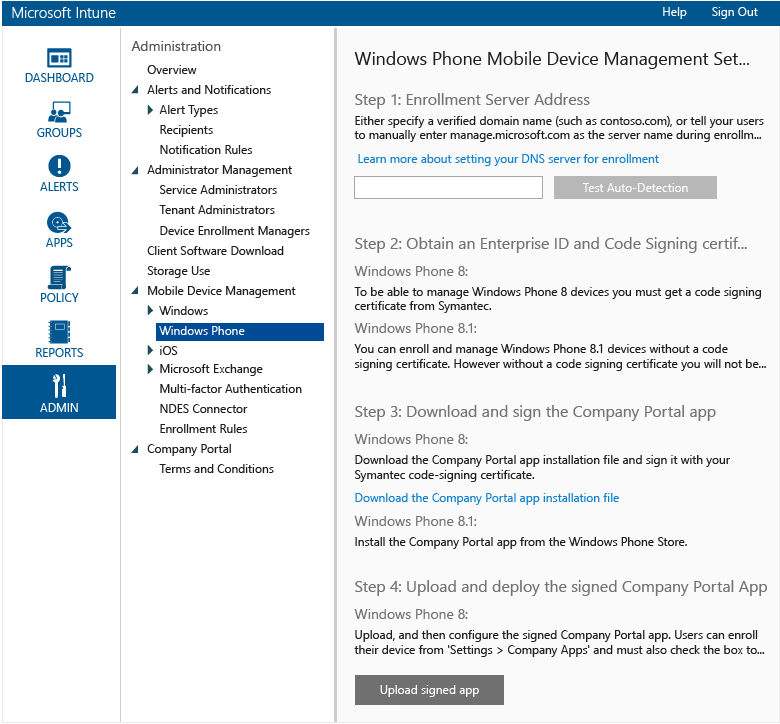 Microsoft Intune
Help
Sign Out
DASHBOARD
GROUPS
ALERTS
APPS
POLICY
REPORTS
ADMIN
Administration
Overview
Alerts and Notifications
Alert Types
Recipients
Notification Rules
Administrator Management
Service Administrators
Tenant Administrators
Device Enrollment Managers
Client Software Download
Storage Use
Mobile Device Management
Windows
Windows Phone
iOS
Microsoft Exchange
Multi-factor Authentication
NDES Connector
Enrollment Rules
Company Portal
Terms and Conditions
Windows Phone Mobile Device Management Set...
Step 1: Enrollment Server Address
Either specify a verified domain name (such as contoso.com), or tell your users
to manually enter manage.microsoft.com as the server name during enrollm...
Learn more about setting your DNS server for enrollment
Test Auto-Detection
Step 2: Obtain an Enterprise ID and Code Signing certif...
Windows Phone 8:
To be able to manage Windows Phone 8 devices you must get a code signing
certificate from Symantec.
Windows Phone 8.1:
You can enroll and manage Windows Phone 8.1 devices without a code
signing certificate. However without a code signing certificate you will not be...
Step 3: Download and sign the Company Portal app
Windows Phone 8:
Download the Company Portal app installation file and sign it with your
Symantec code-signing certificate.
Download the Company Portal app installation file
Windows Phone 8.1:
Install the Company Portal app from the Windows Phone Store.
Step 4: Upload and deploy the signed Company Portal App
Windows Phone 8:
Upload, and then configure the signed Company Portal app. Users can enroll
their device from 'Settings > Company Apps' and must also check the box to...
Upload signed app